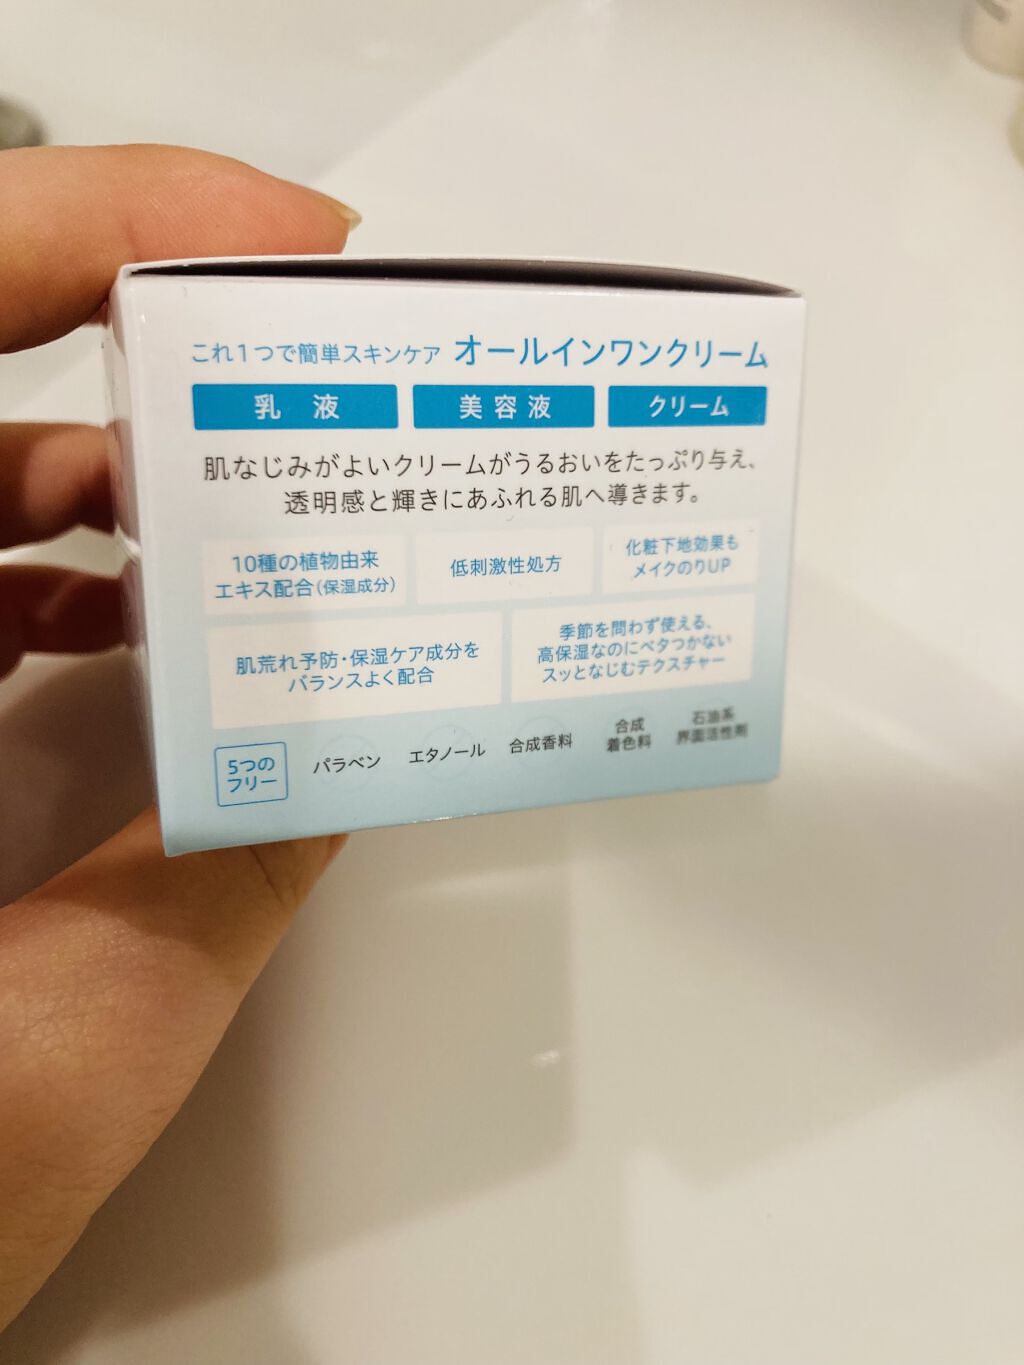 これ1つで簡単スキンケア オールインワンクリーム
乳液 美容液 クリーム
肌なじみがよいクリームがうるおいをたっぷり与え、
透明感と輝きにあふれる肌へ導きます。
10種の植物由来
エキス配合(保湿成分)
低刺激性処方
化粧下地効果も
メイクのりUP
肌荒れ予防・保湿ケア成分を
バランスよく配合
季節を問わず使える、
高保湿なのにベタつかない
スッとなじむテクスチャー
5つの
フリー
パラベン
エタノール
合成香料
合成
着色料
石油系
界面活性剤